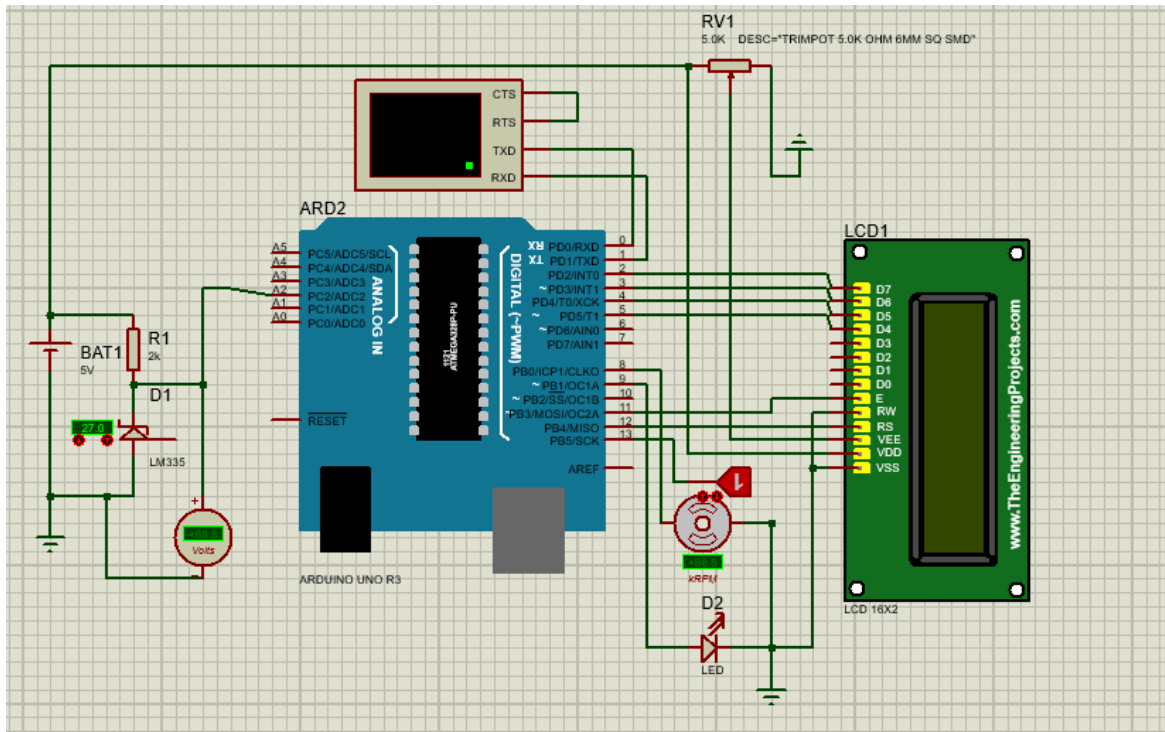 RV1
5.0K DESC="TRIMPOT 5.0K OHM 6MM SQ SMD"
CTS
RTS
TXD
RXD
ARD2
A5
A4
A3
A2
A1
A0
PC5/ADC5/SCL
PC4/ADC4/SDA
PC3/ADC3
PC2/ADC2
PC1/ADC1
PC0/ADC0
ANALOG IN
RESET
1121
ATMEGA328P-PU
DIGITAL (~PWM)
RX
TX
PD0/RXD 0
PD1/TXD 1
PD2/INT0 2
~ PD3/INT1 3
PD4/T0/XCK 4
~ PD5/T1 5
~ PD6/AIN0 6
PD7/AIN1 7
PB0/ICP1/CLKO 8
~ PB1/OC1A 9
~ PB2/SS/OC1B 10
~ PB3/MOSI/OC2A 11
PB4/MISO 12
PB5/SCK 13
AREF
ARDUINO UNO R3
BAT1
5V
R1
2k
D1
27.0
LM335
+
Volts
-
1
kRPM
D2
LED
LCD1
D7
D6
D5
D4
D3
D2
D1
D0
E
RW
RS
VEE
VDD
VSS
www.TheEngineeringProjects.com
LCD 16X2